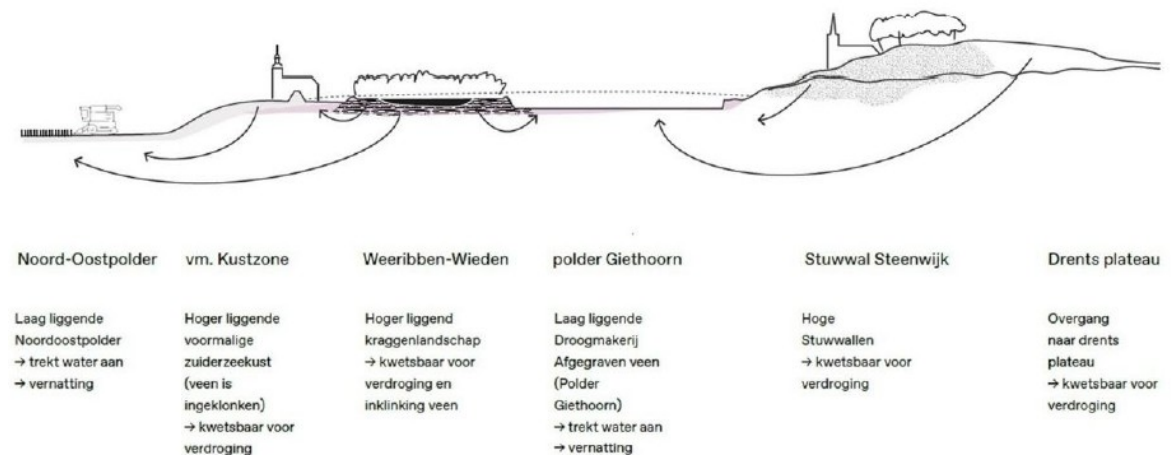 Noord-Oostpolder
vm. Kustzone
Weeribben-Wieden
polder Giethoorn
Stuwwal Steenwijk
Drents plateau
Laag liggende
Noordoostpolder
→ trekt water aan
→ vernatting
Hoger liggende
voormalige
zuiderzeekust
(veen is
ingeklonken)
→ kwetsbaar voor
verdroging
Hoger liggend
kraggenlandschap
→ kwetsbaar voor
verdroging en
inklinking veen
Laag liggende
Droogmakerij
Afgegraven veen
(Polder
Giethoorn)
→ trekt water aan
→ vernatting
Hoge
Stuwwallen
→ kwetsbaar voor
verdroging
Overgang
naar drents
plateau
→ kwetsbaar voor
verdroging